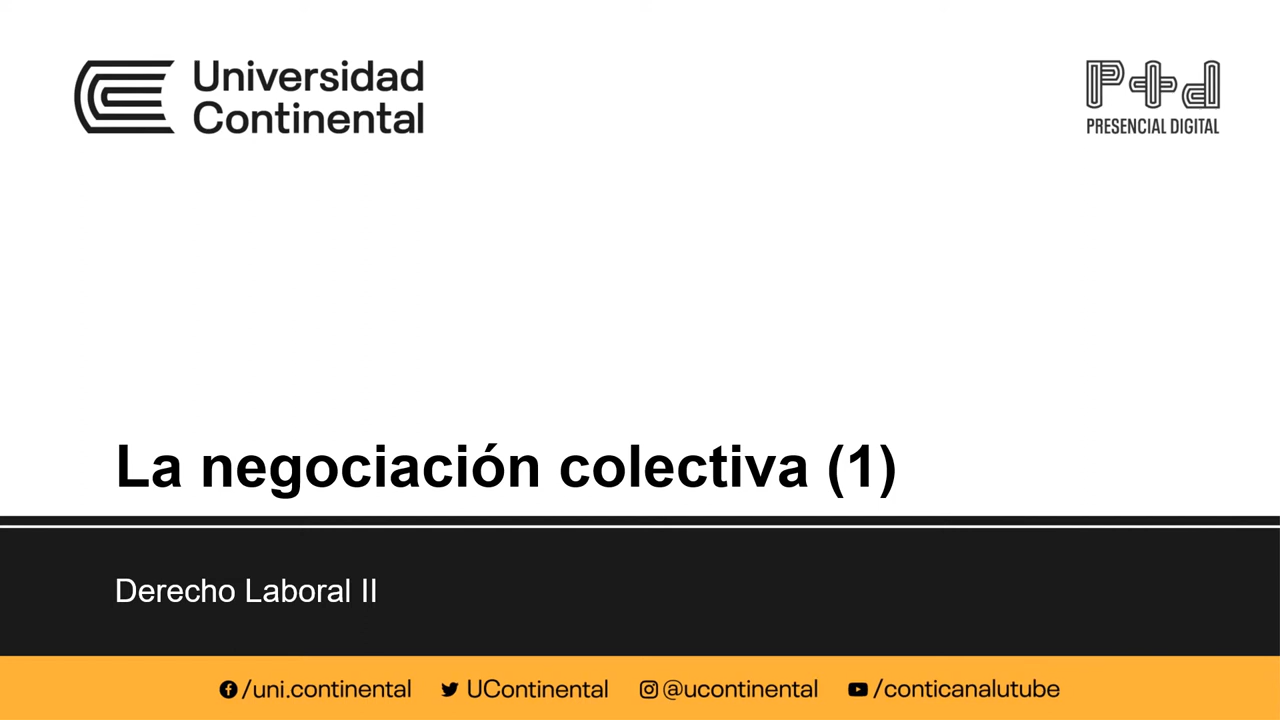 Universidad
Continental
P+d
PRESENCIAL DIGITAL
La negociación colectiva (1)
Derecho Laboral II
/uni.continental UContinental @ucontinental /conticanalutube